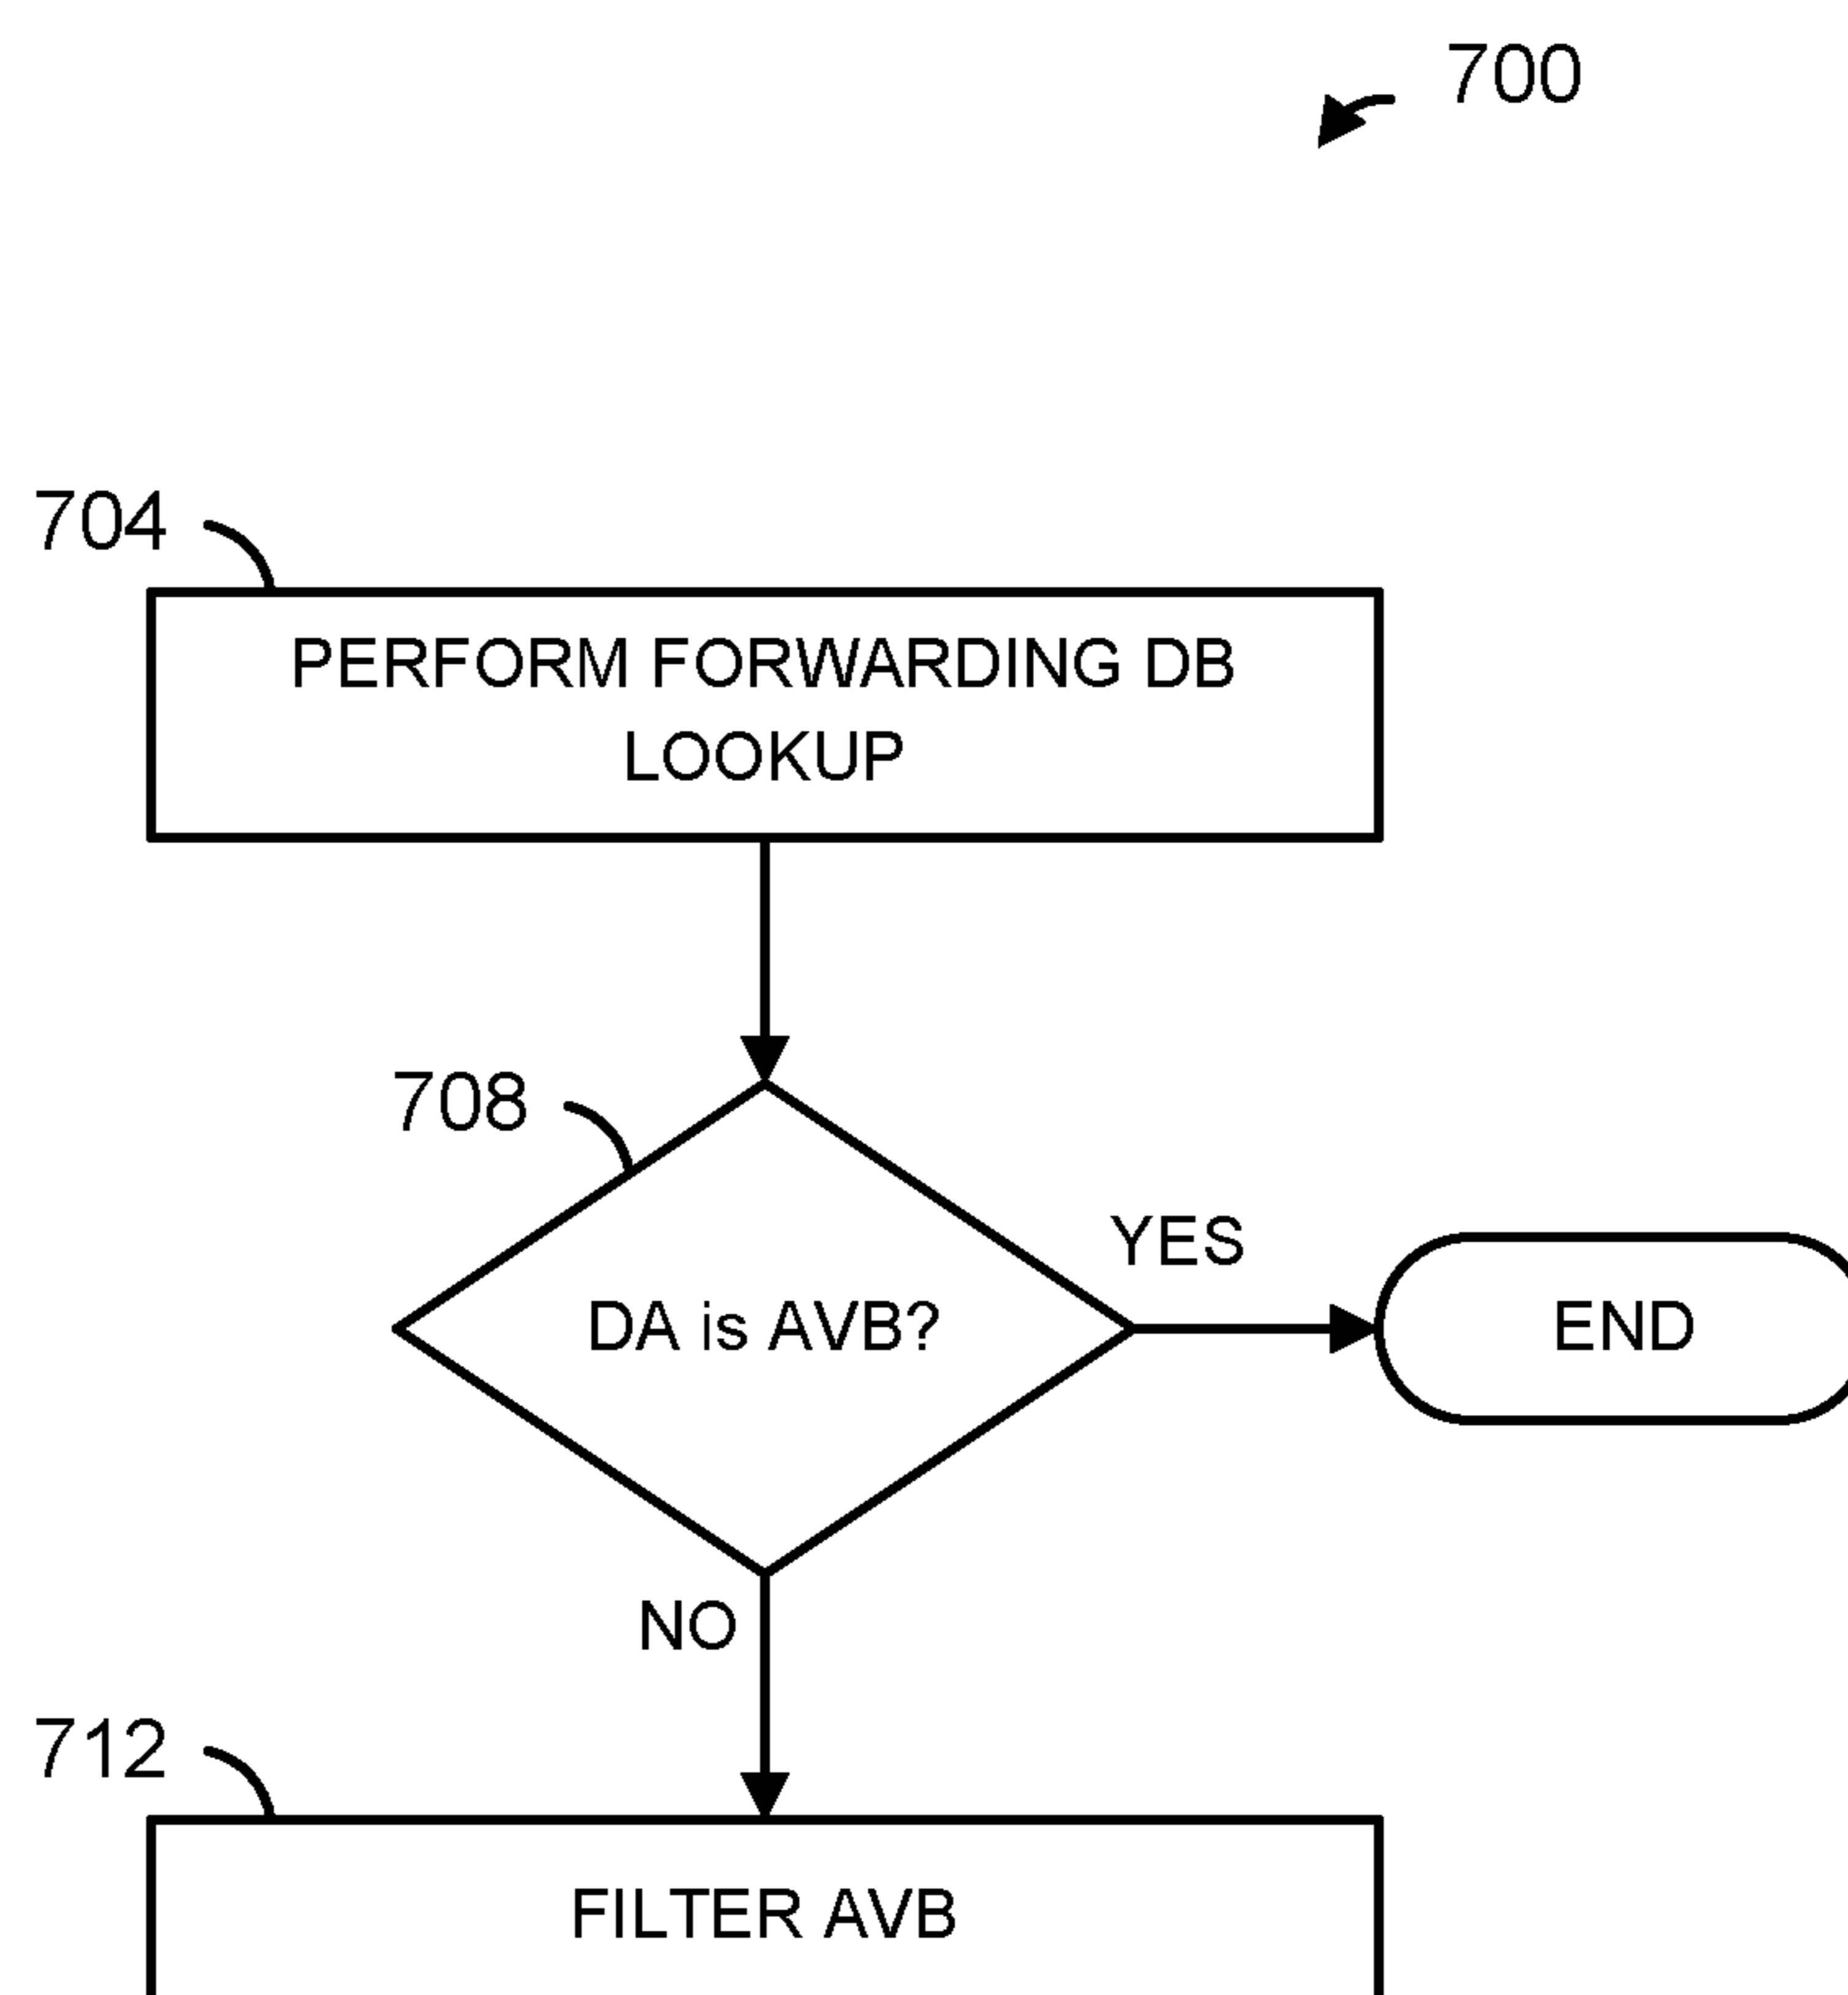 700
704
PERFORM FORWARDING DB
LOOKUP
708
DA is AVB?
YES
END
NO
712
FILTER AVB